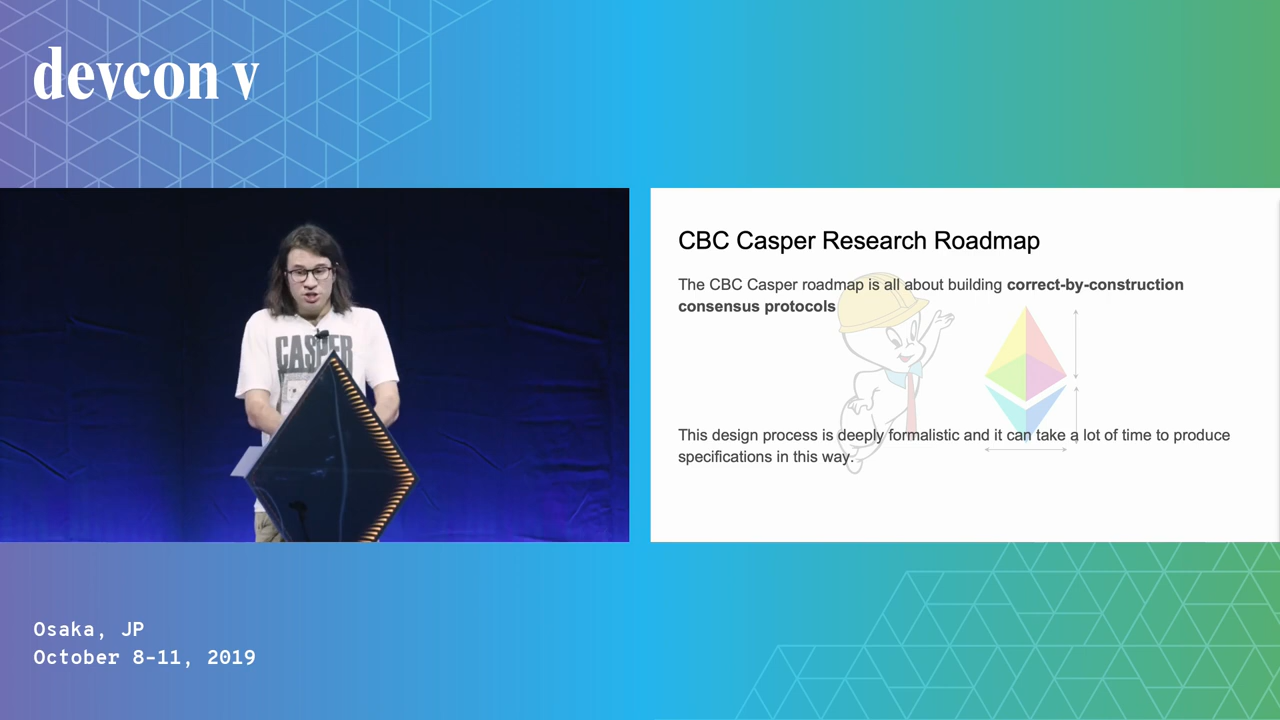 devcon v
CASPER
CBC Casper Research Roadmap
The CBC Casper roadmap is all about building correct-by-construction
consensus protocols
This design process is deeply formalistic and it can take a lot of time to produce
specifications in this way.
Osaka, JP
October 8-11, 2019